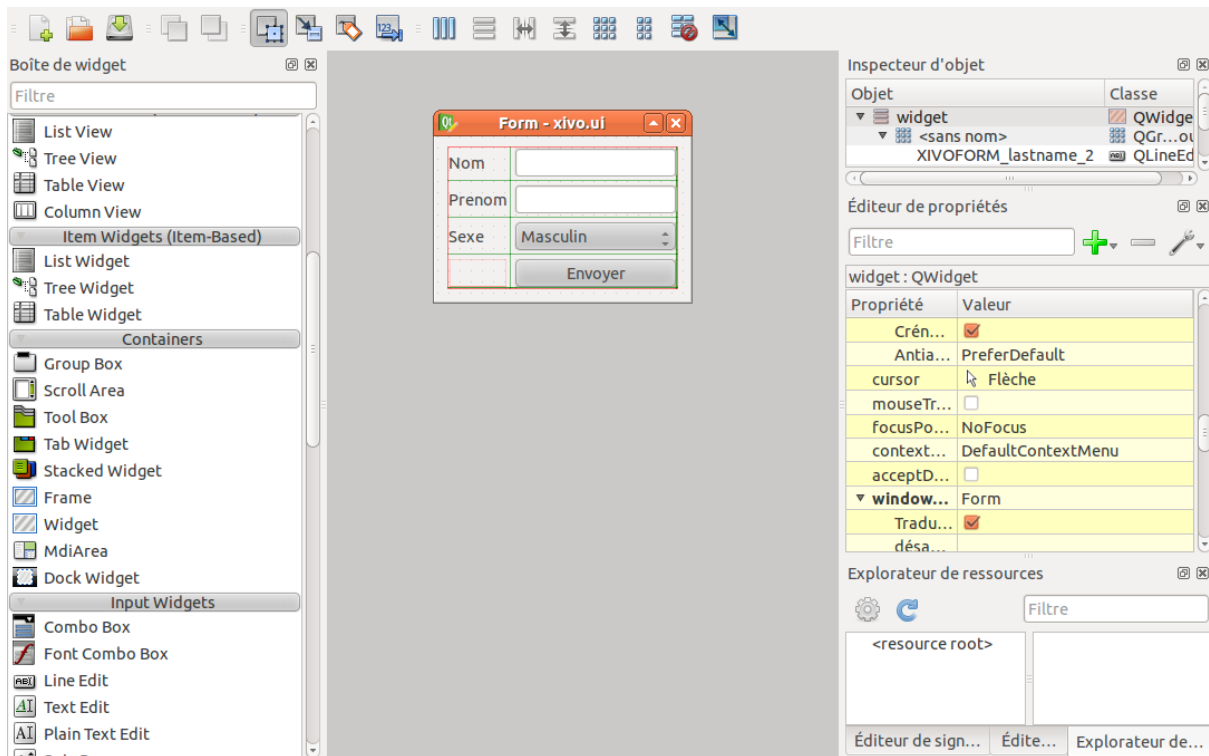 Boîte de widget
Filtre
List View
Tree View
Table View
Column View
Item Widgets (Item-Based)
List Widget
Tree Widget
Table Widget
Containers
Group Box
Scroll Area
Tool Box
Tab Widget
Stacked Widget
Frame
Widget
MdiArea
Dock Widget
Input Widgets
Combo Box
Font Combo Box
Line Edit
Text Edit
Plain Text Edit
Form - xivo.ui
Nom
Prenom
Sexe
Masculin
Envoyer
Inspecteur d'objet
Objet Classe
widget QWidge
<sans nom> QGr...ou
XIVOFORM_lastname_2 QLineEd
Éditeur de propriétés
Filtre
widget : QWidget
Propriété Valeur
Crén...
Antia... PreferDefault
cursor Flèche
mouseTr...
focusPo... NoFocus
context... DefaultContextMenu
acceptD...
window... Form
Tradu...
désa...
Explorateur de ressources
Filtre
<resource root>
Éditeur de sign... Édite... Explorateur de...